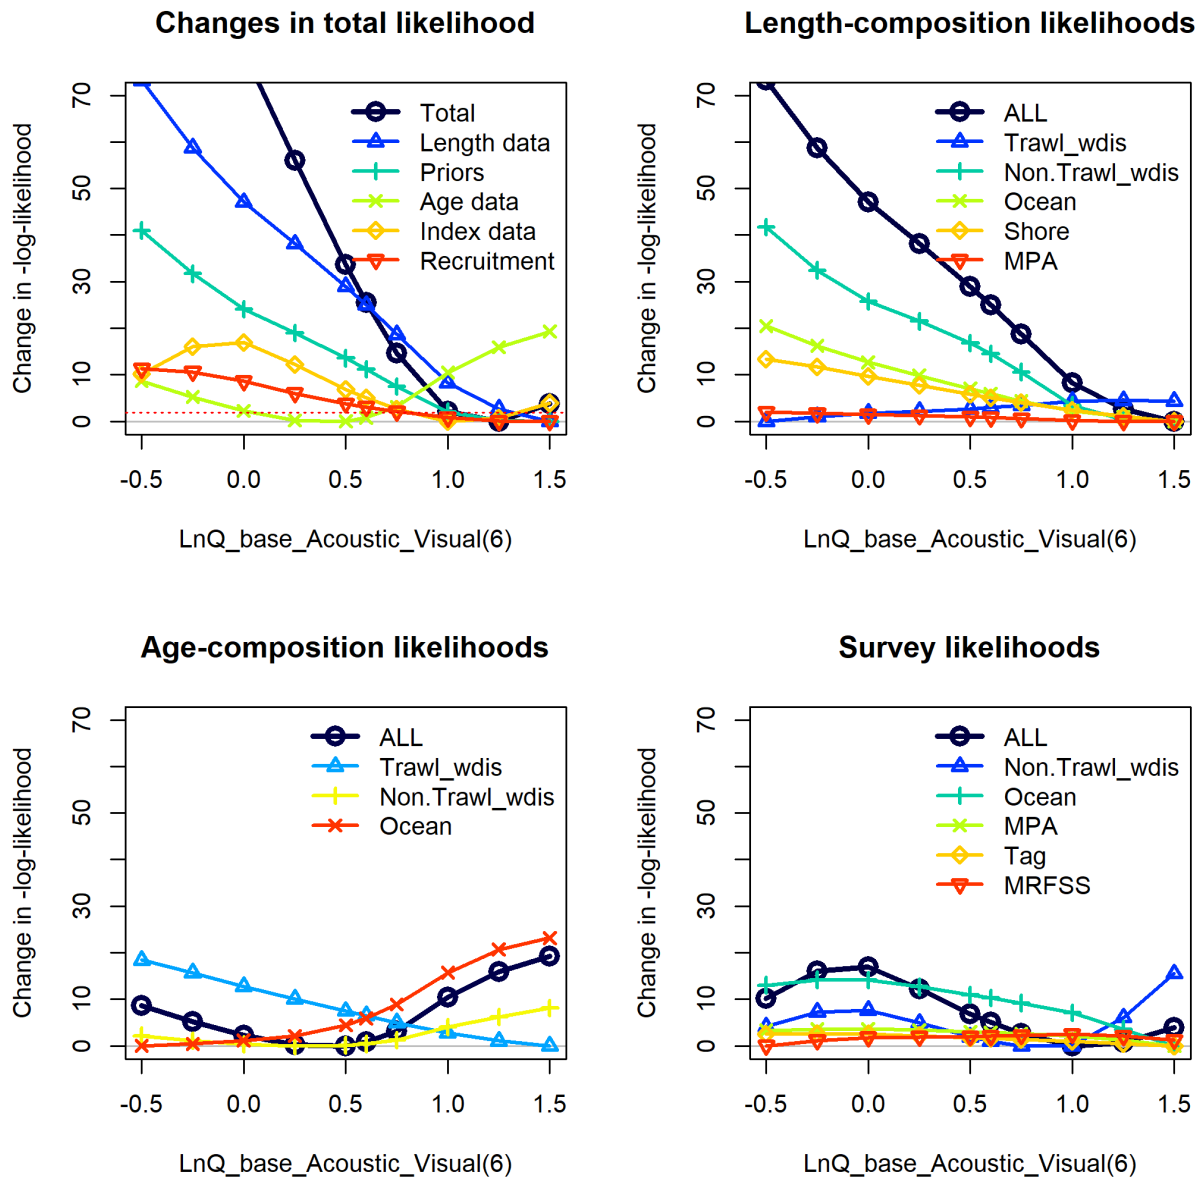 Changes in total likelihood
Change in -log-likelihood
70
50
30
10
0
Total
Length data
Priors
Age data
Index data
Recruitment
-0.5 0.0 0.5 1.0 1.5
LnQ_base_Acoustic_Visual(6)
Length-composition likelihoods
Change in -log-likelihood
70
50
30
10
0
ALL
Trawl_wdis
Non.Trawl_wdis
Ocean
Shore
MPA
-0.5 0.0 0.5 1.0 1.5
LnQ_base_Acoustic_Visual(6)
Age-composition likelihoods
Change in -log-likelihood
70
50
30
10
0
ALL
Trawl_wdis
Non.Trawl_wdis
Ocean
-0.5 0.0 0.5 1.0 1.5
LnQ_base_Acoustic_Visual(6)
Survey likelihoods
Change in -log-likelihood
70
50
30
10
0
ALL
Non.Trawl_wdis
Ocean
MPA
Tag
MRFSS
-0.5 0.0 0.5 1.0 1.5
LnQ_base_Acoustic_Visual(6)